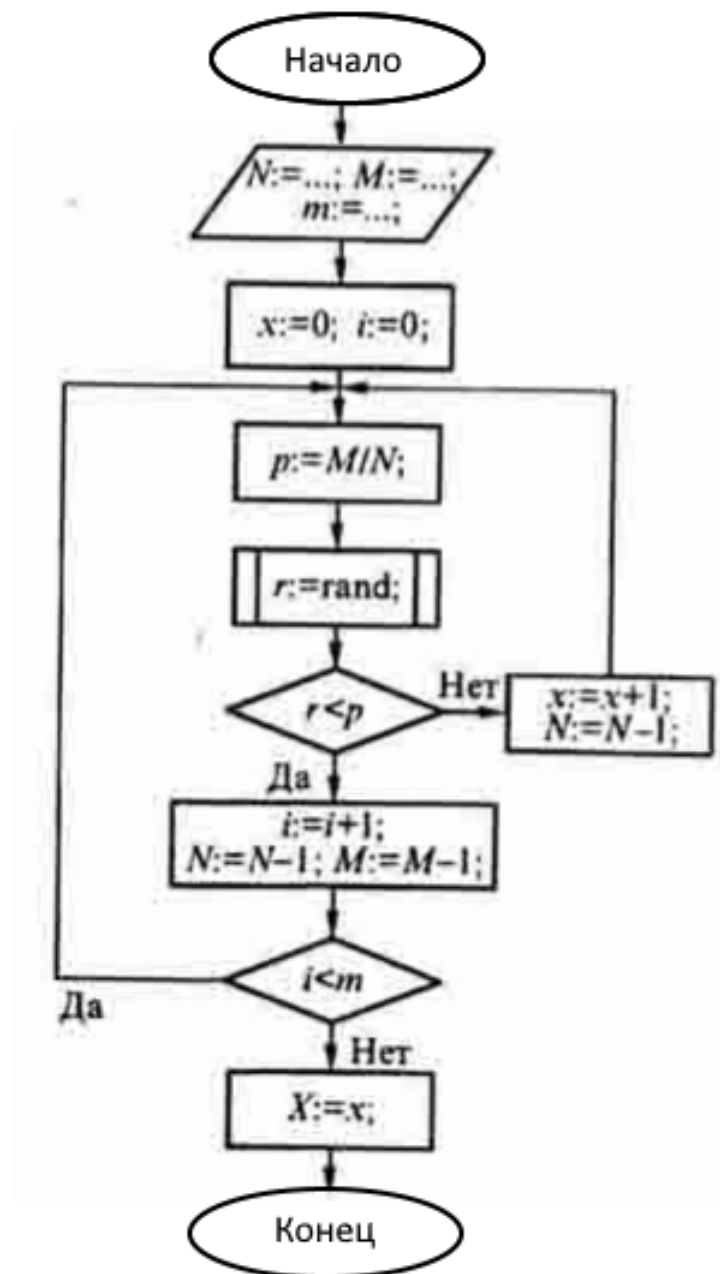 Начало
N:=...; M:=...;
m:=...;
x:=0; i:=0;
p:=M/N;
r:=rand;
r<p
Нет
x:=x+1;
N:=N−1;
Да
i:=i+1;
N:=N−1; M:=M−1;
i<m
Да
Нет
X:=x;
Конец